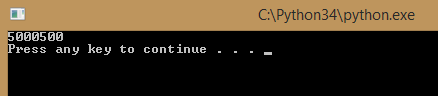 C:\Python34\python.exe
5000500
Press any key to continue . . . _